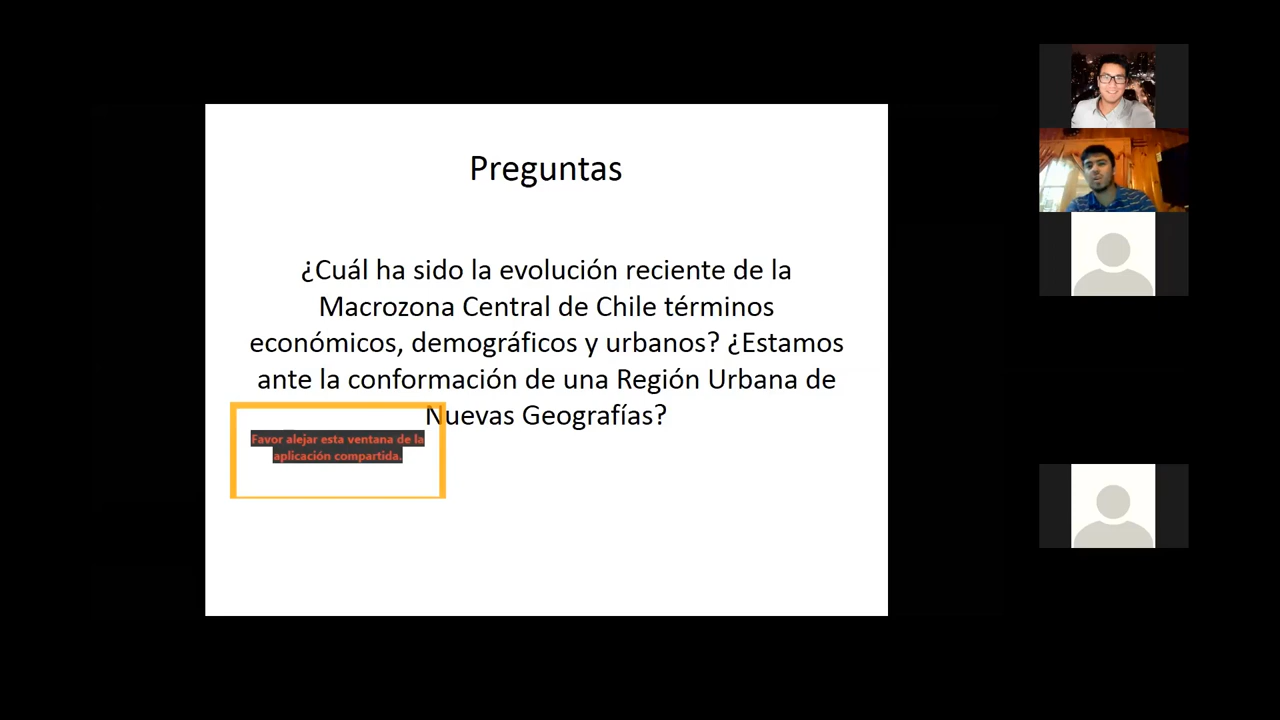 Preguntas
¿Cuál ha sido la evolución reciente de la
Macrozona Central de Chile términos
económicos, demográficos y urbanos? ¿Estamos
ante la conformación de una Región Urbana de
Nuevas Geografías?
Favor alejar esta ventana de la
aplicación compartida.